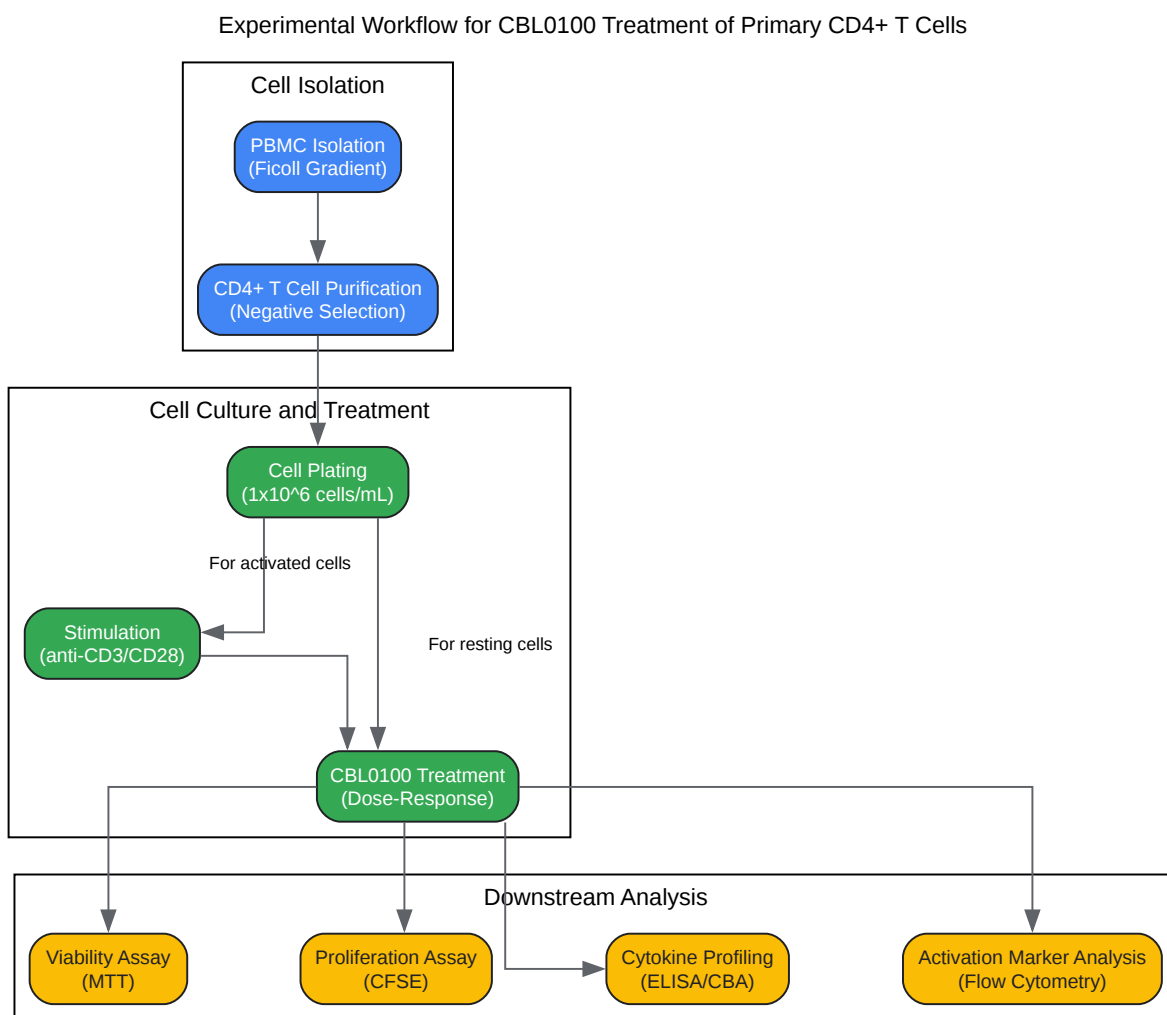 Experimental Workflow for CBL0100 Treatment of Primary CD4+ T Cells
Cell Isolation
PBMC Isolation
(Ficoll Gradient)
CD4+ T Cell Purification
(Negative Selection)
Cell Culture and Treatment
Cell Plating
(1x10^6 cells/mL)
For activated cells
Stimulation
(anti-CD3/CD28)
For resting cells
CBL0100 Treatment
(Dose-Response)
Downstream Analysis
Viability Assay
(MTT)
Proliferation Assay
(CFSE)
Cytokine Profiling
(ELISA/CBA)
Activation Marker Analysis
(Flow Cytometry)